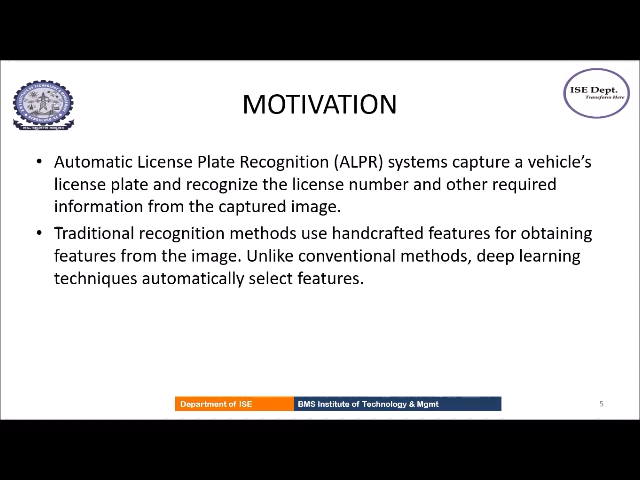 ISE Dept.
Transform Here
MOTIVATION
• Automatic License Plate Recognition (ALPR) systems capture a vehicle's
license plate and recognize the license number and other required
information from the captured image.
• Traditional recognition methods use handcrafted features for obtaining
features from the image. Unlike conventional methods, deep learning
techniques automatically select features.
Department of ISE
BMS Institute of Technology & Mgmt
5